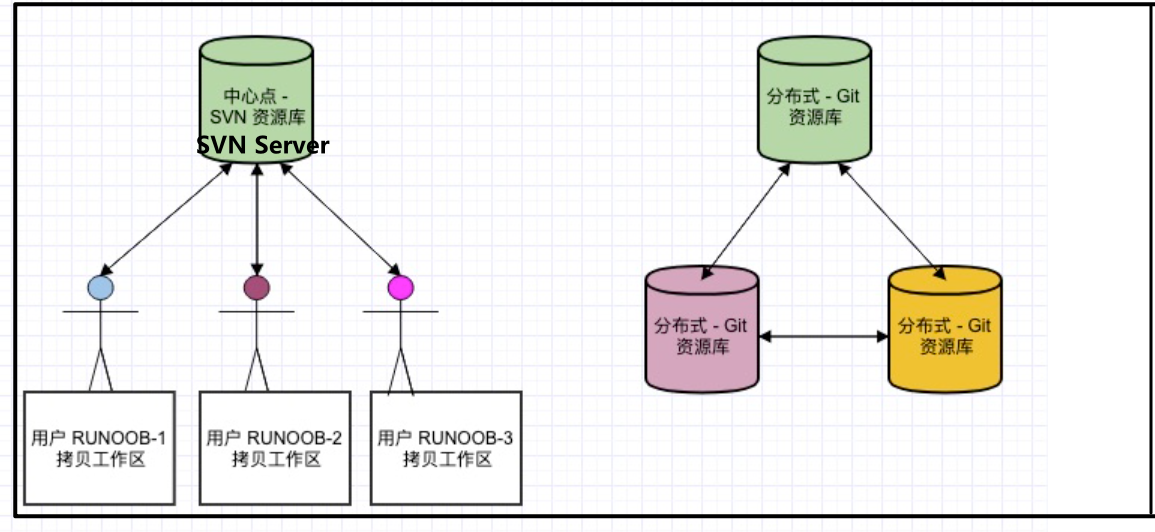 中心点 -
SVN 资源库
SVN Server
分布式 - Git
资源库
分布式 - Git
资源库
分布式 - Git
资源库
用户 RUNOOB-1
拷贝工作区
用户 RUNOOB-2
拷贝工作区
用户 RUNOOB-3
拷贝工作区